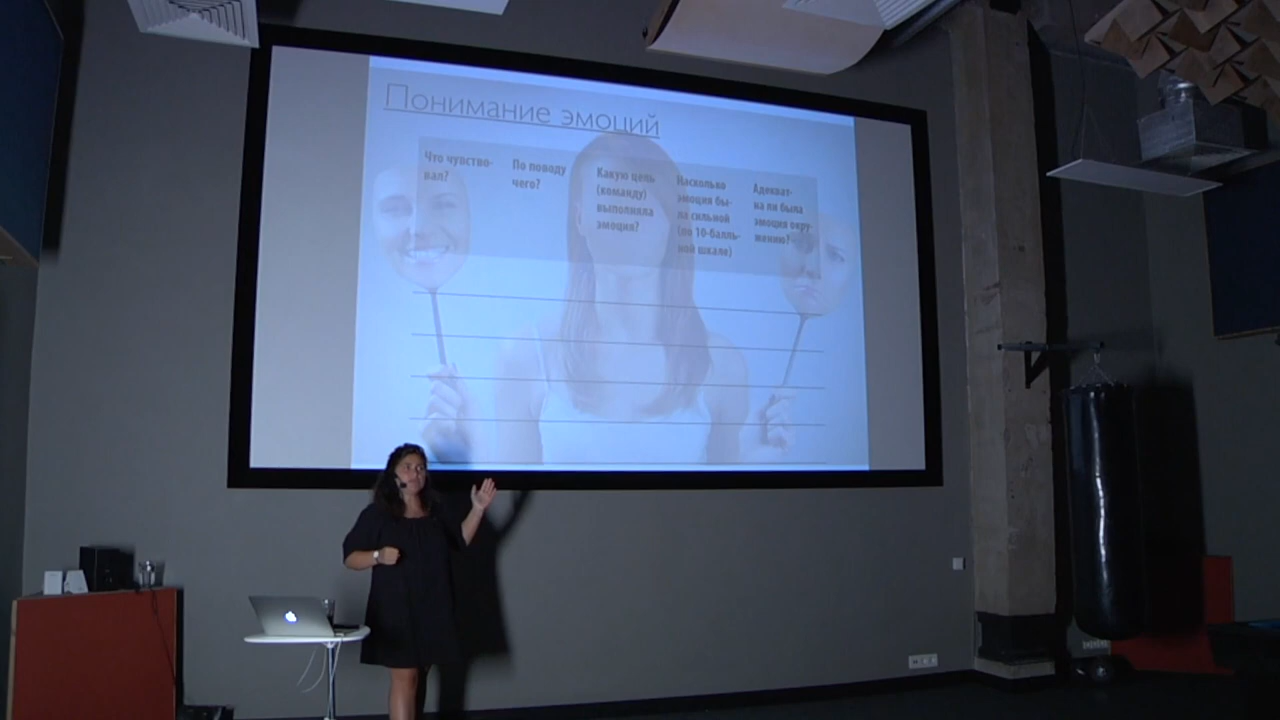 Понимание эмоций
Что чувство-
вал?
По поводу
чего?
Какую цель
(команду)
выполняла
эмоция?
Насколько
эмоция бы-
ла сильной
(по 10-балль-
ной шкале)
Адекват-
на ли была
эмоция окру-
жению?